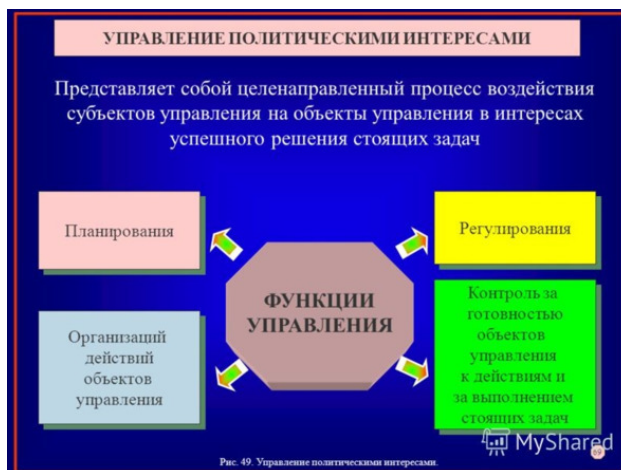 УПРАВЛЕНИЕ ПОЛИТИЧЕСКИМИ ИНТЕРЕСАМИ
Представляет собой целенаправленный процесс воздействия
субъектов управления на объекты управления в интересах
успешного решения стоящих задач
Планирования
Регулирования
ФУНКЦИИ
УПРАВЛЕНИЯ
Организаций
действий
объектов
управления
Контроль за
готовностью
объектов
управления
к действиям и
за выполнением
стоящих задач
MyShared
69
Рис. 49. Управление политическими интересами.